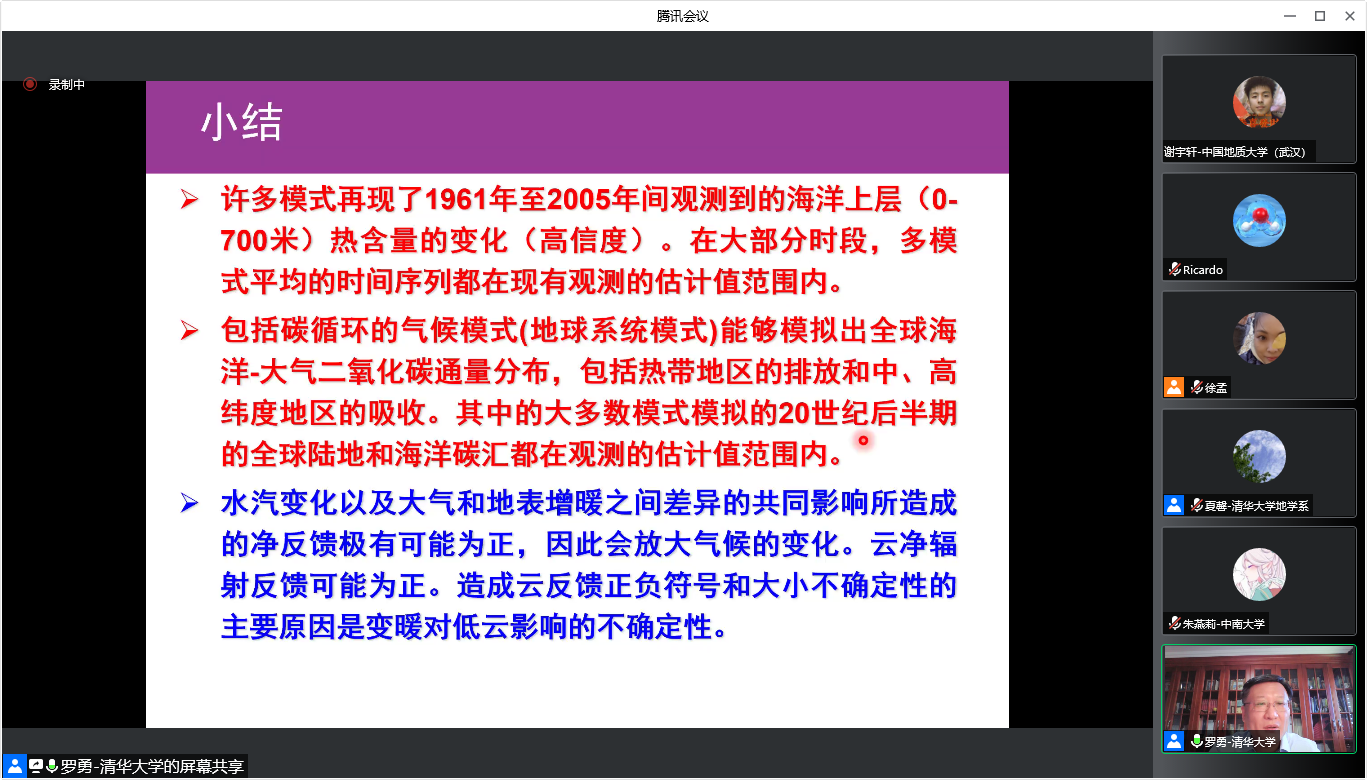 腾讯会议
录制中
小结
许多模式再现了1961年至2005年间观测到的海洋上层（0-
700米）热含量的变化（高信度）。在大部分时段，多模
式平均的时间序列都在现有观测的估计值范围内。
包括碳循环的气候模式(地球系统模式)能够模拟出全球海
洋-大气二氧化碳通量分布，包括热带地区的排放和中、高
纬度地区的吸收。其中的大多数模式模拟的20世纪后半期
的全球陆地和海洋碳汇都在观测的估计值范围内。
水汽变化以及大气和地表增暖之间差异的共同影响所造成
的净反馈极有可能为正，因此会放大气候的变化。云净辐
射反馈可能为正。造成云反馈正负符号和大小不确定性的
主要原因是变暖对低云影响的不确定性。
罗勇-清华大学的屏幕共享
谢宇轩-中国地质大学（武汉）
Ricardo
徐孟
夏馨-清华大学地学系
朱燕莉-中南大学
罗勇-清华大学